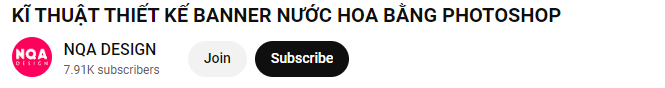 KĨ THUẬT THIẾT KẾ BANNER NƯỚC HOA BẰNG PHOTOSHOP
NQA DESIGN
NQA DESIGN
7.91K subscribers
Join
Subscribe